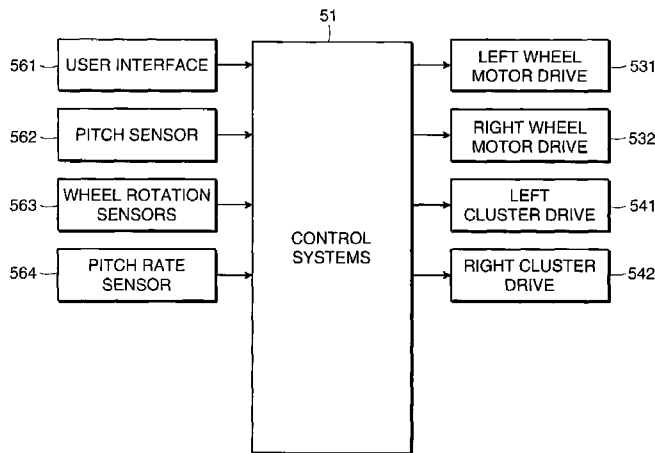 51
561
USER INTERFACE
562
PITCH SENSOR
563
WHEEL ROTATION
SENSORS
564
PITCH RATE
SENSOR
CONTROL
SYSTEMS
LEFT WHEEL
MOTOR DRIVE
531
RIGHT WHEEL
MOTOR DRIVE
532
LEFT
CLUSTER DRIVE
541
RIGHT CLUSTER
DRIVE
542